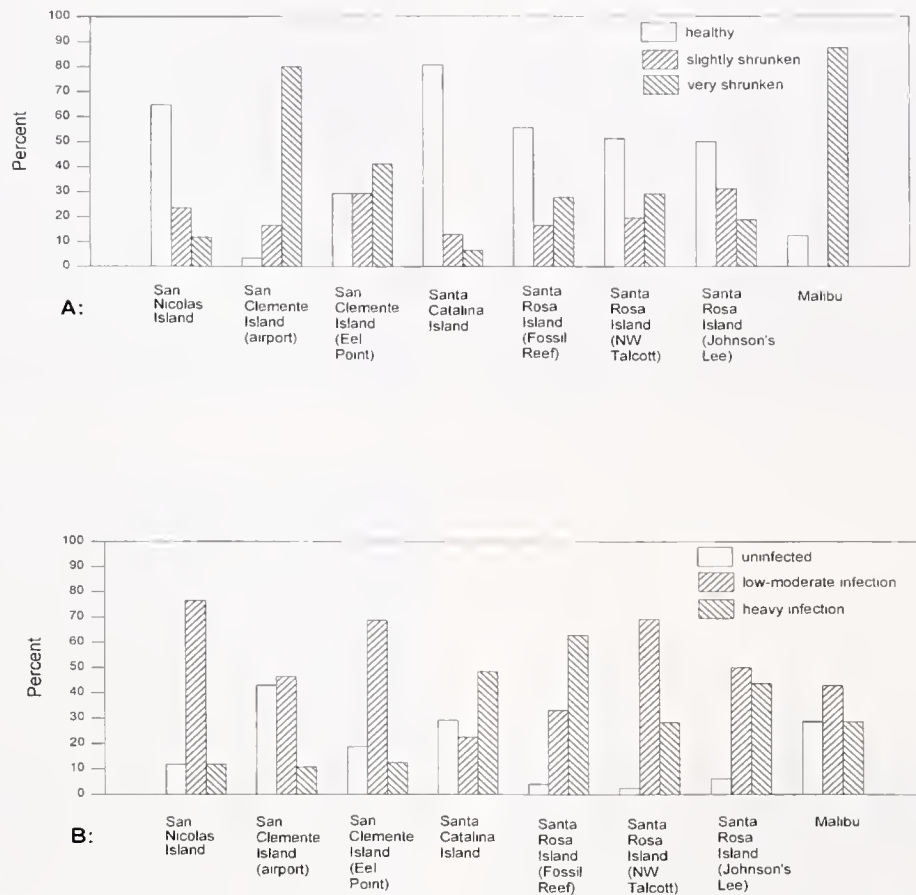 100
90
80
70
60
50
40
30
20
10
0
Percent
healthy
slightly shrunken
very shrunken
A:
San
Nicolas
Island
San
Clemente
Island
(airport)
San
Clemente
Island
(Eel
Point)
Santa
Catalina
Island
Santa
Rosa
Island
(Fossil
Reef)
Santa
Rosa
Island
(NW
Talcott)
Santa
Rosa
Island
(Johnson's
Lee)
Malibu
100
90
80
70
60
50
40
30
20
10
0
Percent
uninfected
low-moderate infection
heavy infection
B:
San
Nicolas
Island
San
Clemente
Island
(airport)
San
Clemente
Island
(Eel
Point)
Santa
Catalina
Island
Santa
Rosa
Island
(Fossil
Reef)
Santa
Rosa
Island
(NW
Talcott)
Santa
Rosa
Island
(Johnson's
Lee)
Malibu